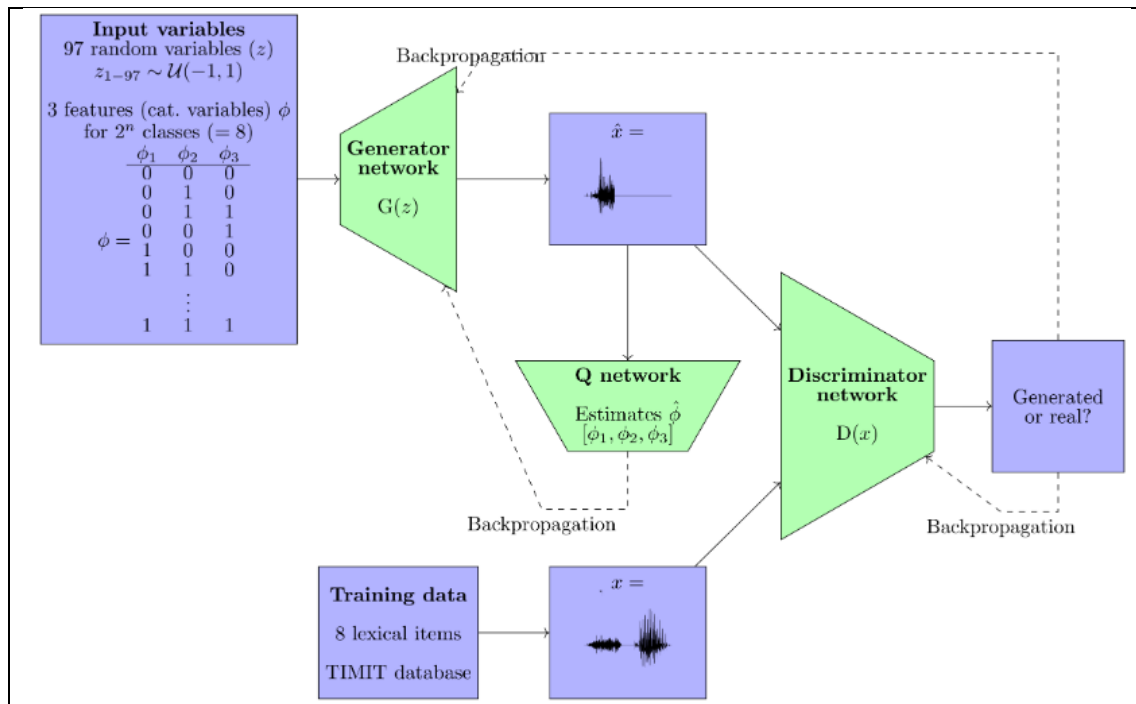 Input variables
97 random variables (z)
z₁₋₉₇ ∼ 𝒰(−1, 1)
3 features (cat. variables) ϕ
for 2ⁿ classes (= 8)
ϕ₁ ϕ₂ ϕ₃
0 0 0
0 1 0
0 1 1
0 0 1
ϕ = 1 0 0
1 1 0
⋮
1 1 1
Backpropagation
Generator
network
G(z)
x̂ =
Q network
Estimates ϕ̂
[ϕ₁, ϕ₂, ϕ₃]
Backpropagation
Discriminator
network
D(x)
Generated
or real?
Backpropagation
Training data
8 lexical items
TIMIT database
x =